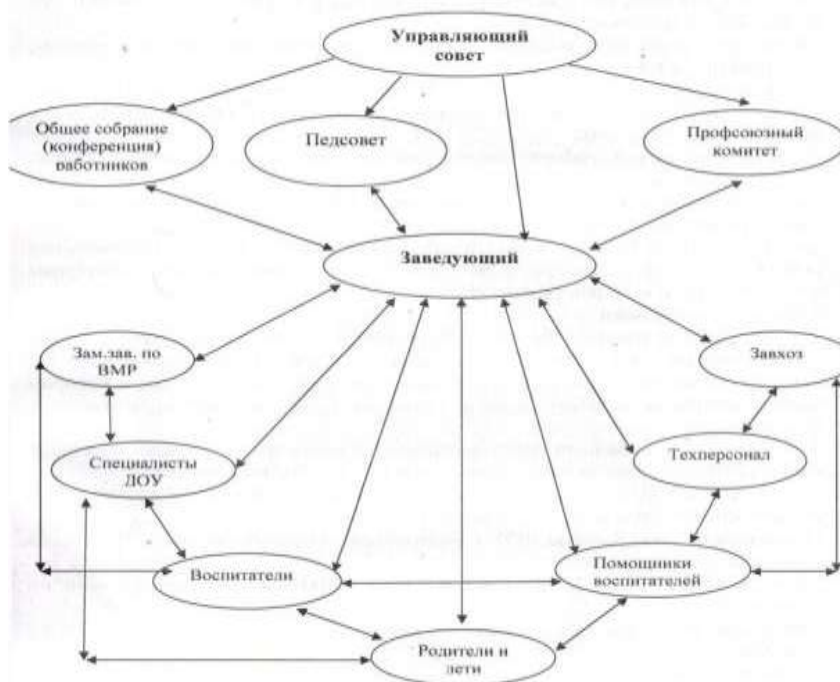 Управляющий
совет
Общее собрание
(конференция)
работников
Педсовет
Профсоюзный
комитет
Заведующий
Зам.зав. по
ВМР
Завхоз
Специалисты
ДОУ
Техперсонал
Воспитатели
Помощники
воспитателей
Родители и
дети